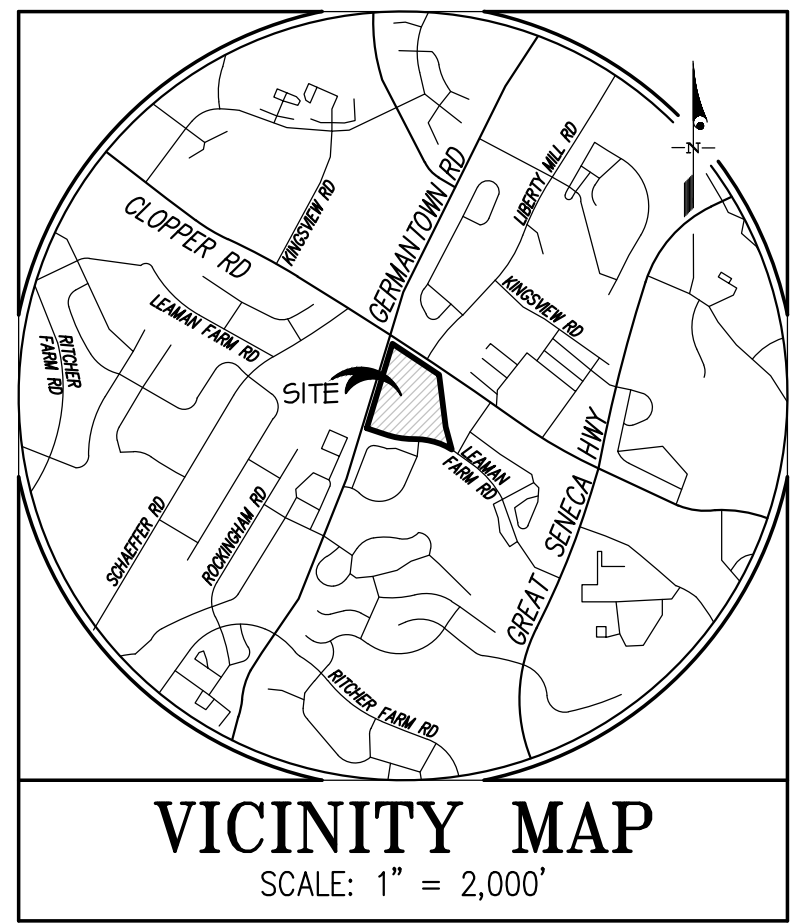 CLOPPER RD
KINGSVIEW RD
GERMANTOWN RD
LIBERTY MILL RD
N
KINGSVIEW RD
LEAMAN FARM RD
RITCHER
FARM RD
SITE
LEAMAN
FARM RD
GREAT SENECA HWY
SCHAEFFER RD
ROCKINGHAM RD
RITCHER FARM RD
VICINITY MAP
SCALE: 1" = 2,000'